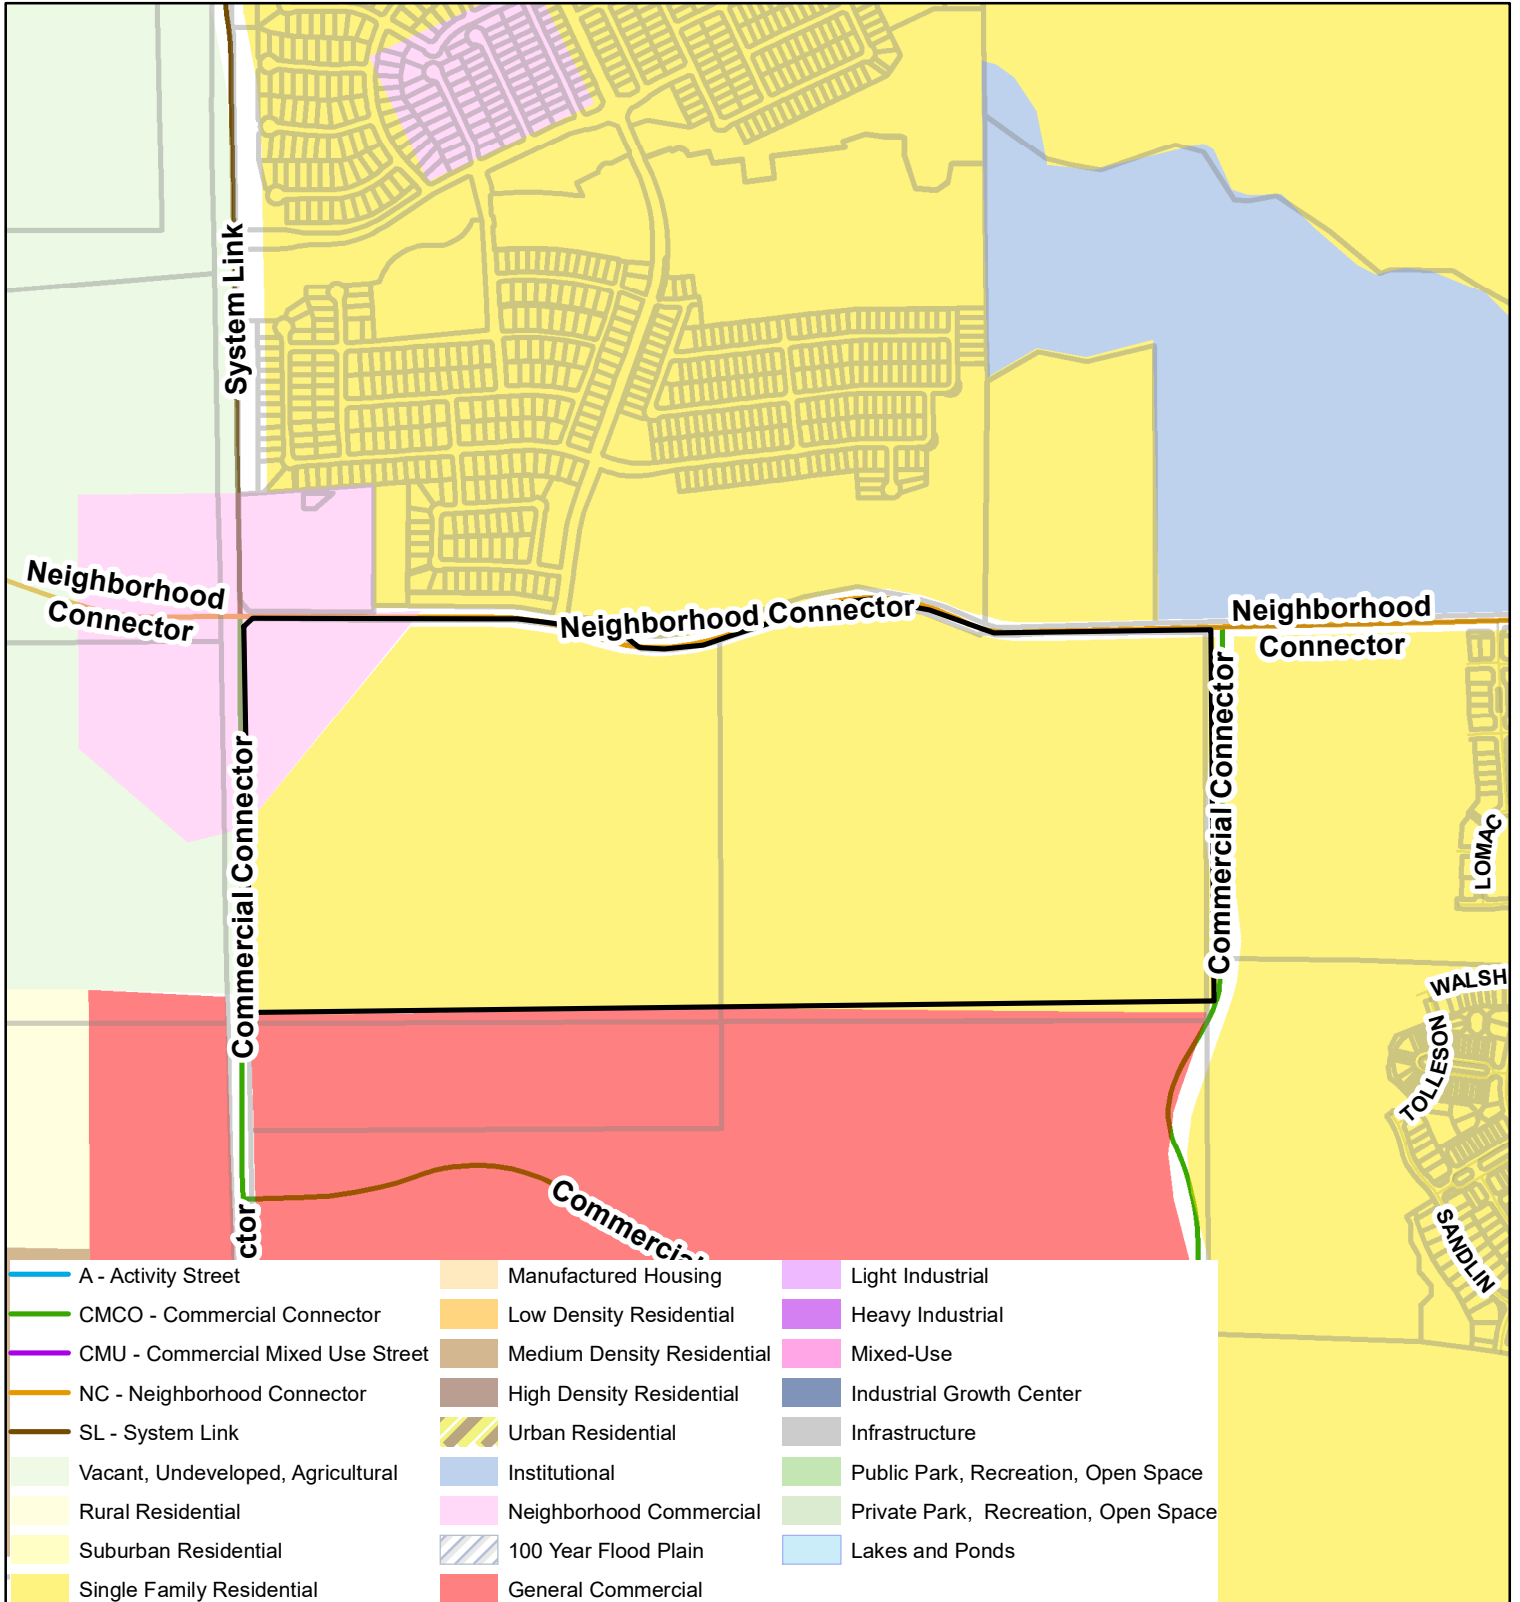 System Link
Neighborhood
Connector
Neighborhood Connector
Neighborhood
Connector
Commercial Connector
Commercial Connector
LOMAC
WALSH
TOLLESON
SANDLIN
Commercial
ctor
A - Activity Street
CMCO - Commercial Connector
CMU - Commercial Mixed Use Street
NC - Neighborhood Connector
SL - System Link
Vacant, Undeveloped, Agricultural
Rural Residential
Suburban Residential
Single Family Residential
Manufactured Housing
Low Density Residential
Medium Density Residential
High Density Residential
Urban Residential
Institutional
Neighborhood Commercial
100 Year Flood Plain
General Commercial
Light Industrial
Heavy Industrial
Mixed-Use
Industrial Growth Center
Infrastructure
Public Park, Recreation, Open Space
Private Park, Recreation, Open Space
Lakes and Ponds